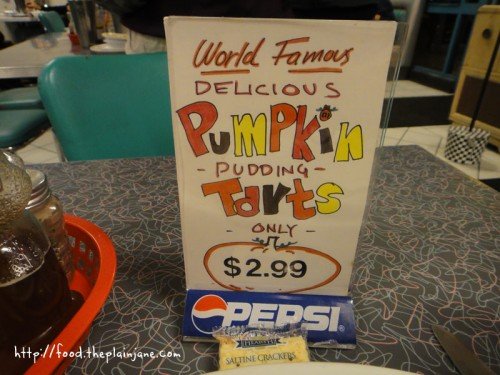 World Famous
DELICIOUS
PumPkin
- PUDDING -
Tarts
- ONLY -
$2.99
PEPSI®
SALTINE CRACKERS
http://food.theplainjane.com/